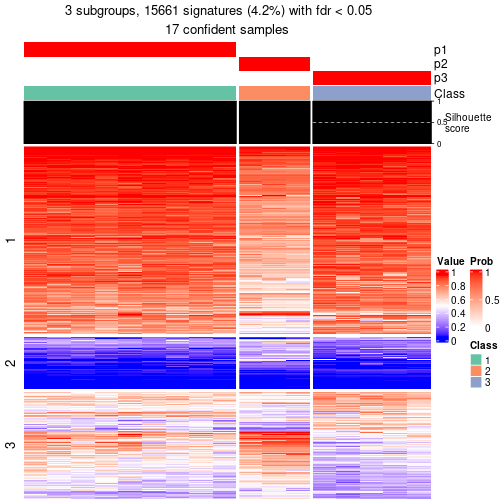 3 subgroups, 15661 signatures (4.2%) with fdr < 0.05
17 confident samples
p1
p2
p3
Class
1
0.5
0
Silhouette
score
1
2
3
Value
1
0.8
0.6
0.4
0.2
0
Prob
1
0.5
0
Class
1
2
3